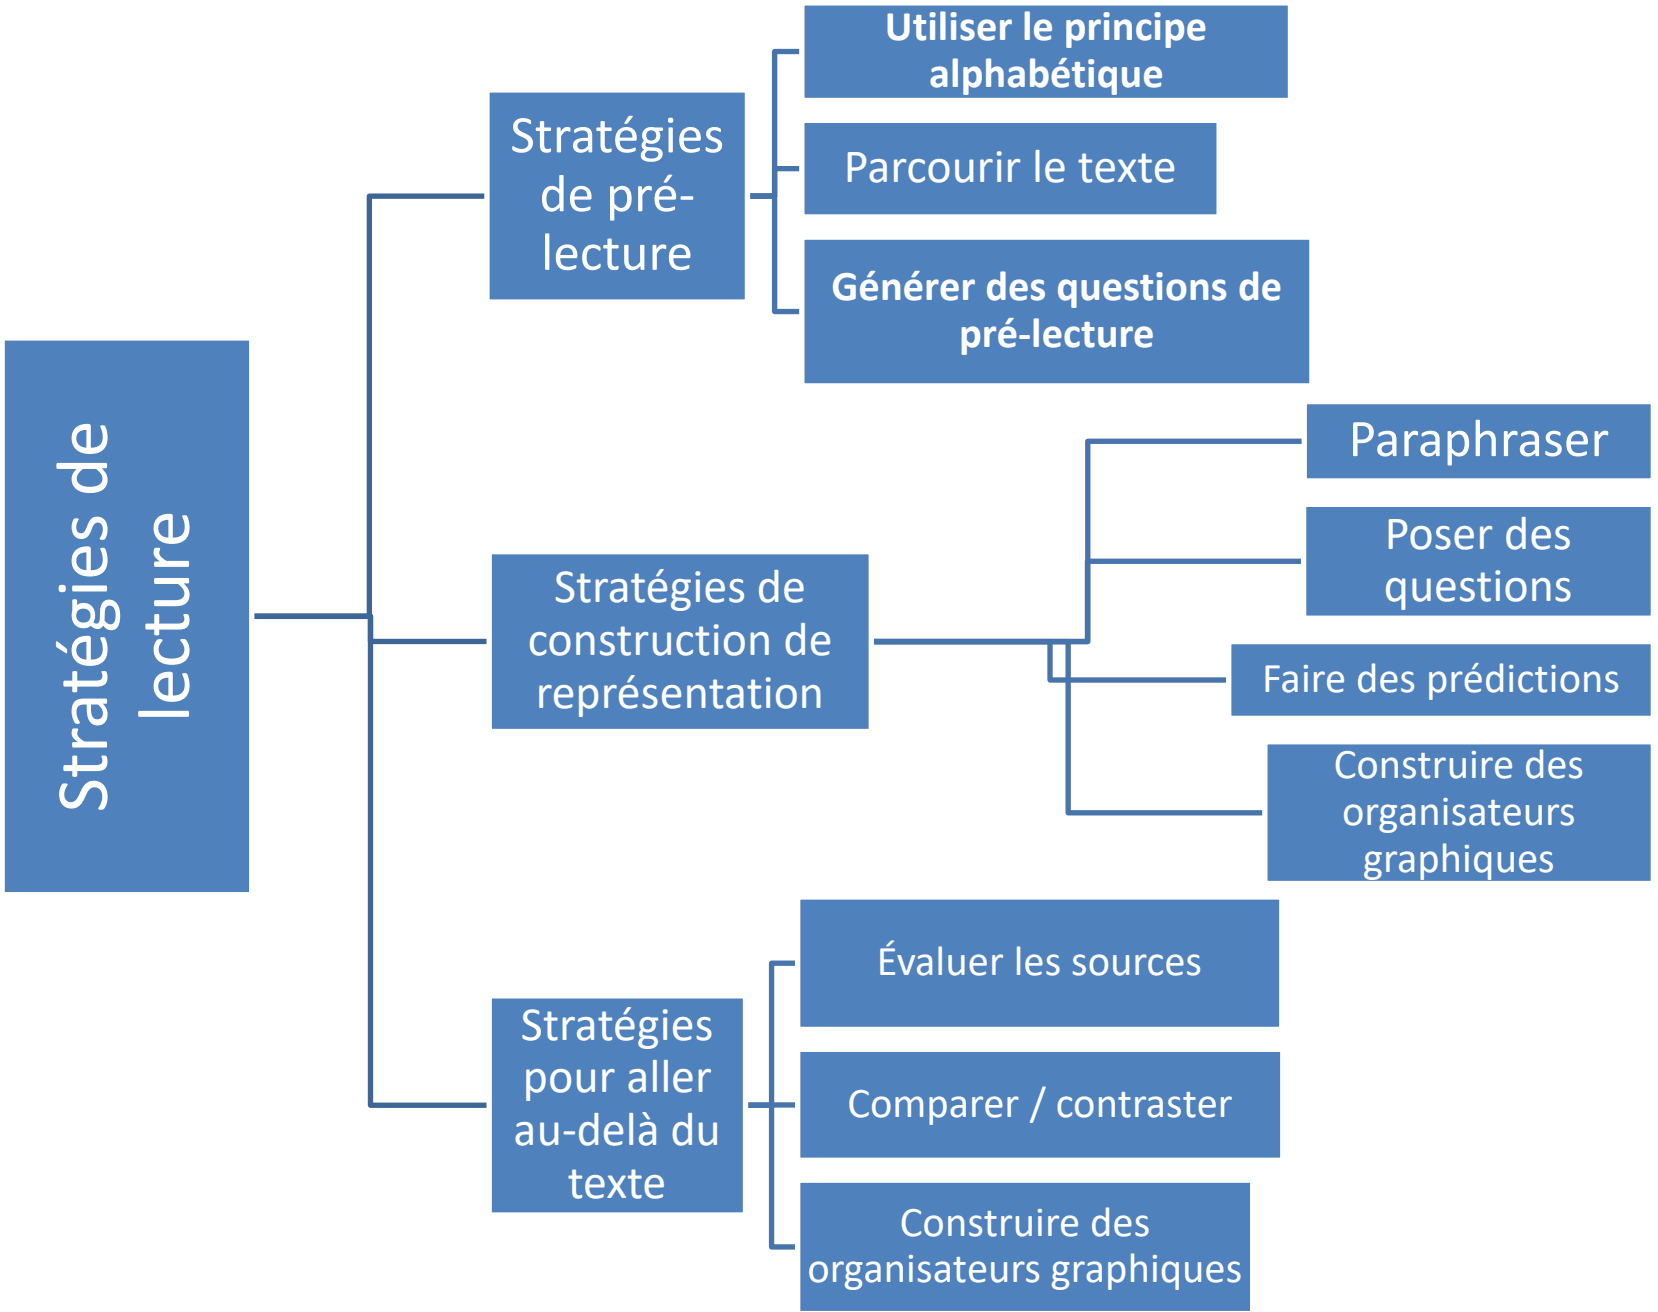 Stratégies de
lecture
Stratégies
de pré-
lecture
Utiliser le principe
alphabétique
Parcourir le texte
Générer des questions de
pré-lecture
Stratégies de
construction de
représentation
Paraphraser
Poser des
questions
Faire des prédictions
Construire des
organisateurs
graphiques
Stratégies
pour aller
au-delà du
texte
Évaluer les sources
Comparer / contraster
Construire des
organisateurs graphiques